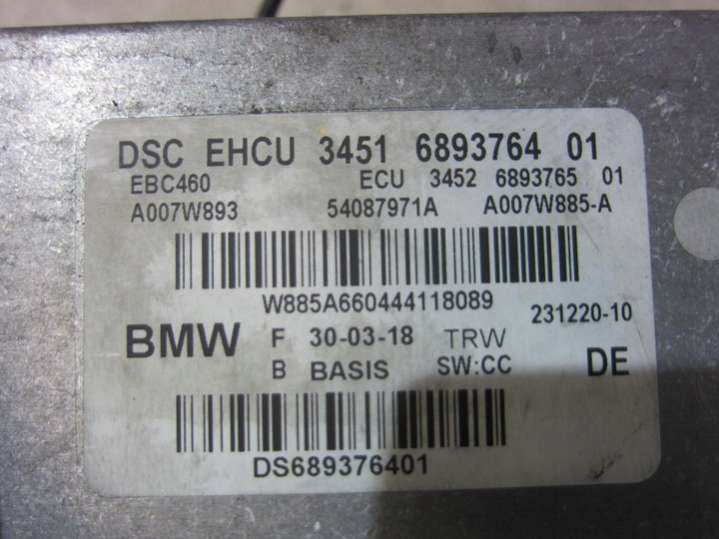 DSC EHCU 3451 6893764 01
EBC460 ECU 3452 6893765 01
A007W893 54087971A A007W885-A
W885A660444118089
231220-10
BMW F 30-03-18 TRW
B BASIS SW:CC DE
DS689376401